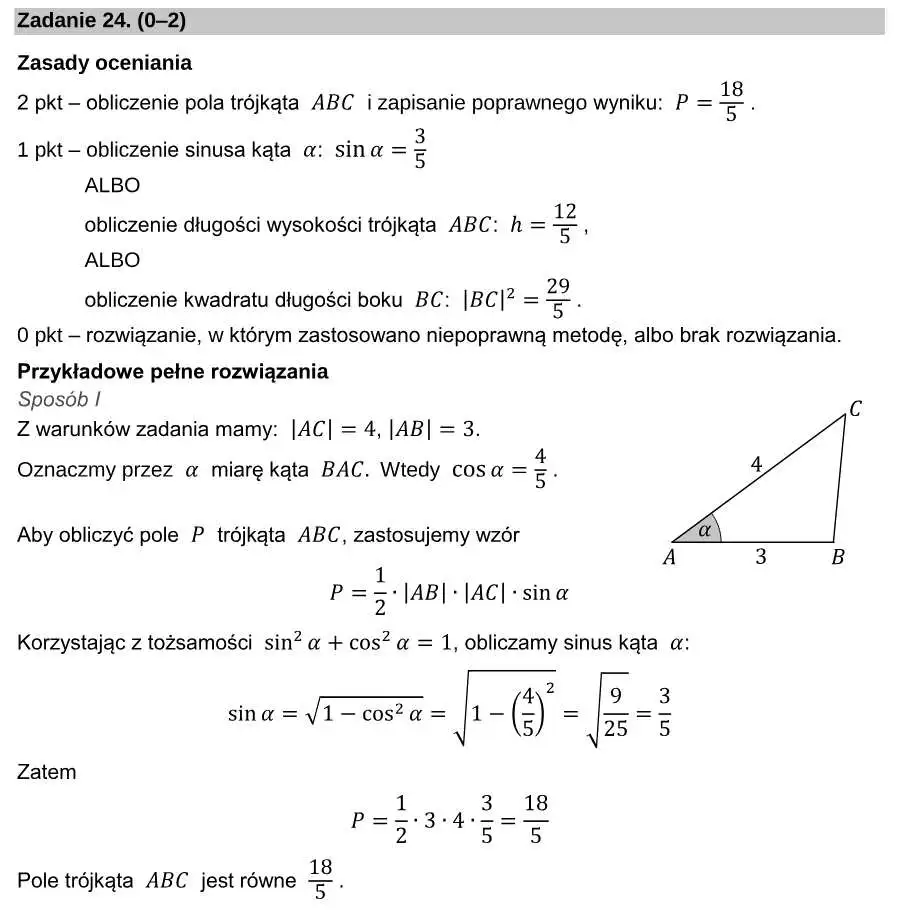 Zadanie 24. (0–2)
Zasady oceniania
2 pkt – obliczenie pola trójkąta ABC i zapisanie poprawnego wyniku: P = 18/5 .
1 pkt – obliczenie sinusa kąta α: sin α = 3/5
ALBO
obliczenie długości wysokości trójkąta ABC: h = 12/5 ,
ALBO
obliczenie kwadratu długości boku BC: |BC|² = 29/5 .
0 pkt – rozwiązanie, w którym zastosowano niepoprawną metodę, albo brak rozwiązania.
Przykładowe pełne rozwiązania
Sposób I
Z warunków zadania mamy: |AC| = 4, |AB| = 3.
Oznaczmy przez α miarę kąta BAC. Wtedy cos α = 4/5 .
C
4
α
A
3
B
Aby obliczyć pole P trójkąta ABC, zastosujemy wzór
P = 1/2 · |AB| · |AC| · sin α
Korzystając z tożsamości sin² α + cos² α = 1, obliczamy sinus kąta α:
sin α = √(1 − cos² α) = √(1 − (4/5)²) = √(9/25) = 3/5
Zatem
P = 1/2 · 3 · 4 · 3/5 = 18/5
Pole trójkąta ABC jest równe 18/5 .